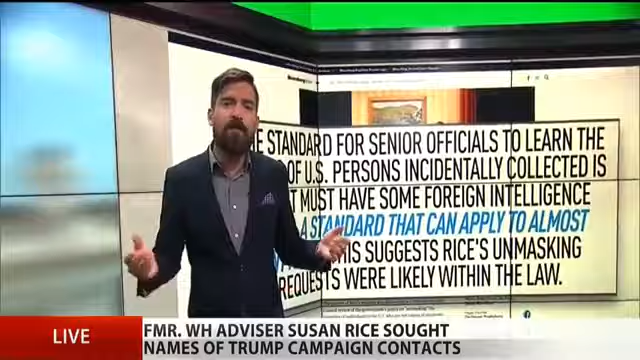 HE STANDARD FOR SENIOR OFFICIALS TO LEARN THE
OF U.S. PERSONS INCIDENTALLY COLLECTED IS
T MUST HAVE SOME FOREIGN INTELLIGENCE
A STANDARD THAT CAN APPLY TO ALMOST
IS SUGGESTS RICE'S UNMASKING
REQUESTS WERE LIKELY WITHIN THE LAW.
LIVE
FMR. WH ADVISER SUSAN RICE SOUGHT
NAMES OF TRUMP CAMPAIGN CONTACTS